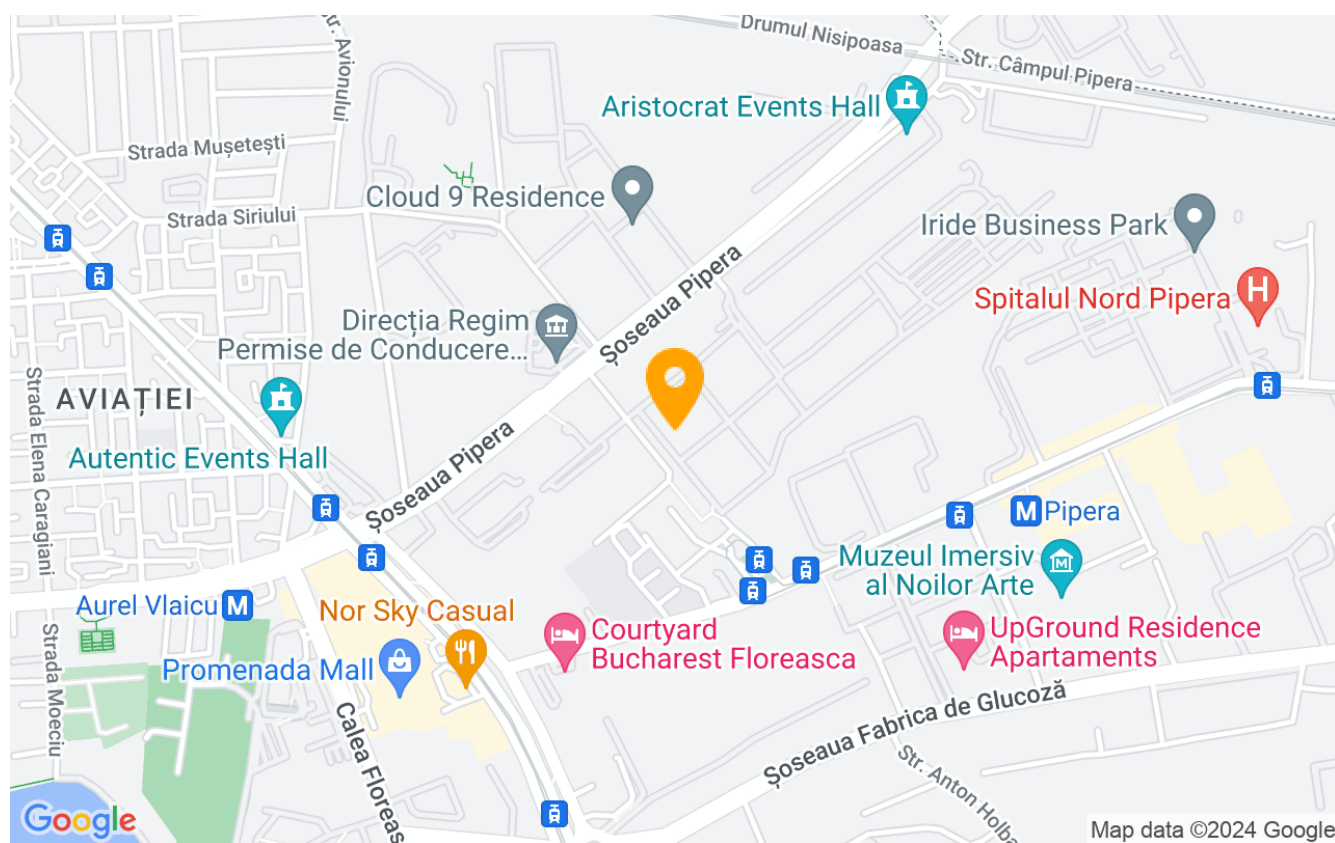 Drumul Nisipoasa
Str. Câmpul Pipera
Str. Avionului
Aristocrat Events Hall
Strada Mușetești
Cloud 9 Residence
Strada Siriului
Iride Business Park
Șoseaua Pipera
Spitalul Nord Pipera
H
Direcția Regim
Permise de Conducere...
Strada Elena Caragiani
AVIAȚIEI
Autentic Events Hall
Șoseaua Pipera
M Pipera
Muzeul Imersiv
al Noilor Arte
M
Aurel Vlaicu M
Nor Sky Casual
Courtyard
Bucharest Floreasca
UpGround Residence
Apartaments
Promenada Mall
Strada Moeciu
Calea Floreas
Șoseaua Fabrica de Glucoză
Str. Anton Holba
Google
Map data ©2024 Google